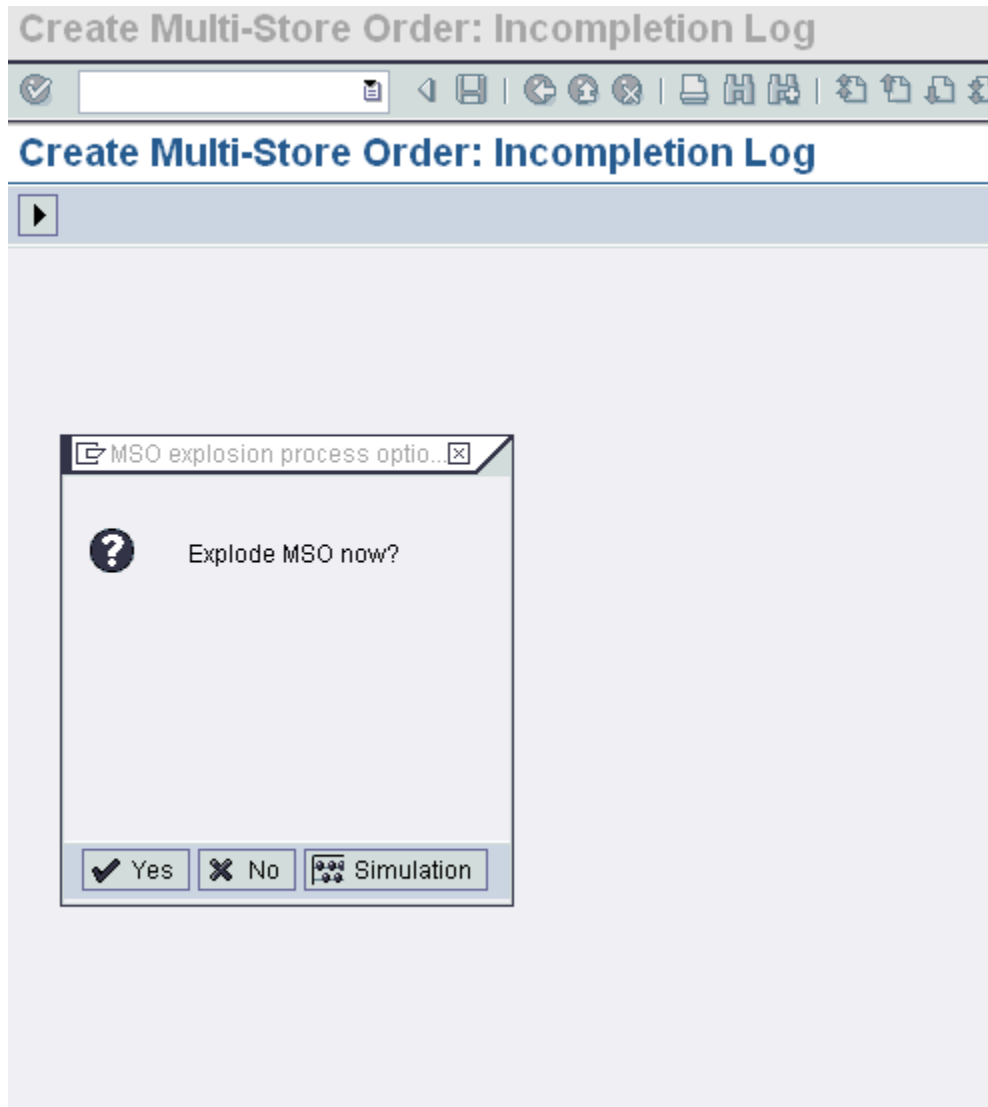 Create Multi-Store Order: Incompletion Log
Create Multi-Store Order: Incompletion Log
MSO explosion process optio...
Explode MSO now?
Yes No Simulation